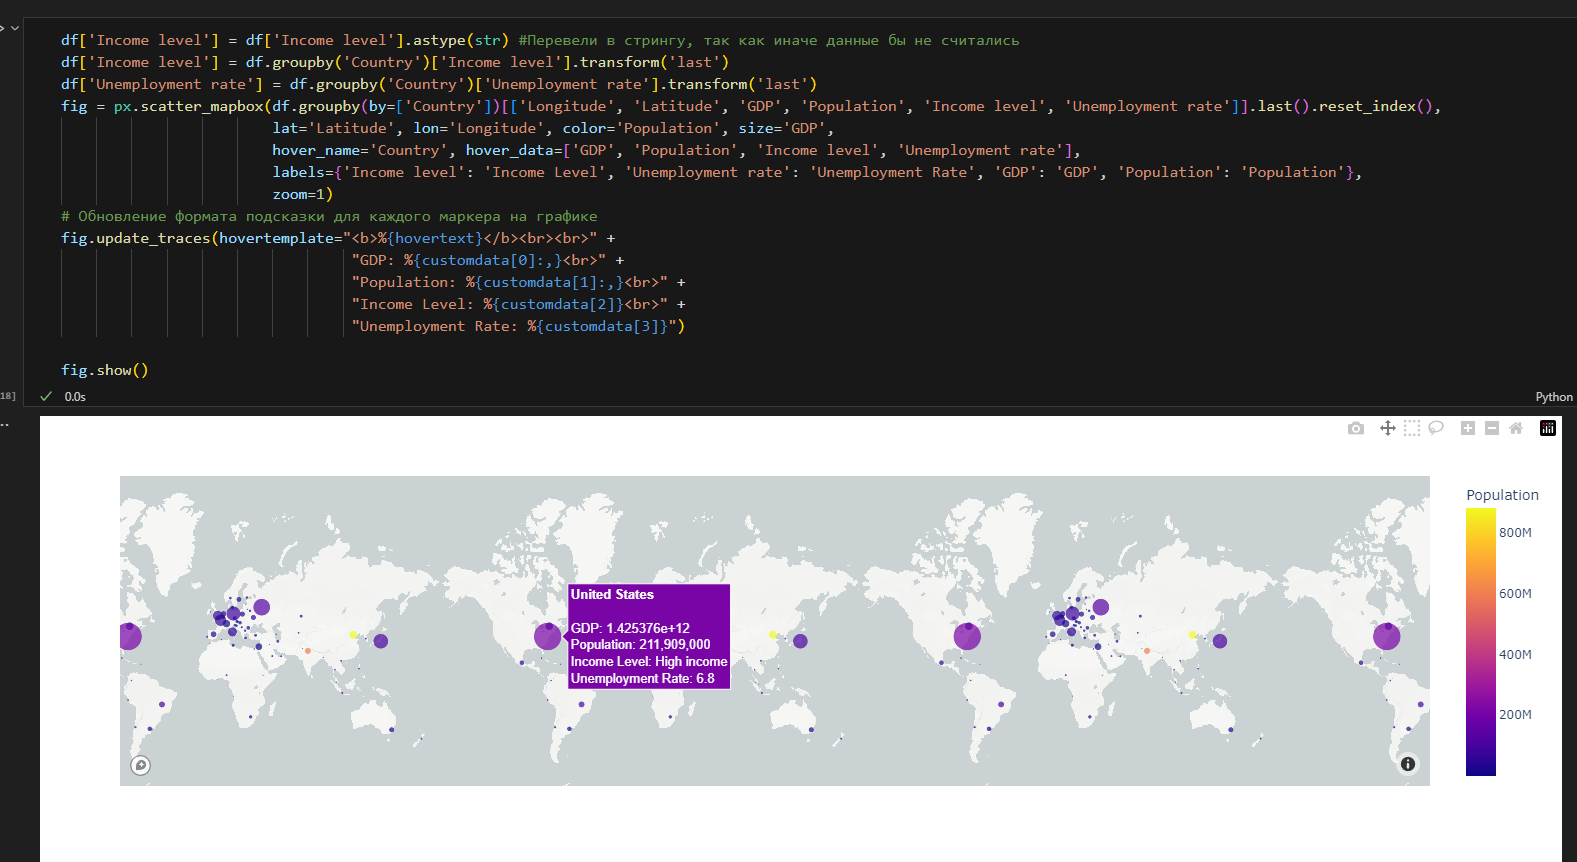 df['Income level'] = df['Income level'].astype(str) #Перевели в стрингу, так как иначе данные бы не считались
df['Income level'] = df.groupby('Country')['Income level'].transform('last')
df['Unemployment rate'] = df.groupby('Country')['Unemployment rate'].transform('last')
fig = px.scatter_mapbox(df.groupby(by=['Country'])[['Longitude', 'Latitude', 'GDP', 'Population', 'Income level', 'Unemployment rate']].last().reset_index(),
lat='Latitude', lon='Longitude', color='Population', size='GDP',
hover_name='Country', hover_data=['GDP', 'Population', 'Income level', 'Unemployment rate'],
labels={'Income level': 'Income Level', 'Unemployment rate': 'Unemployment Rate', 'GDP': 'GDP', 'Population': 'Population'},
zoom=1)
# Обновление формата подсказки для каждого маркера на графике
fig.update_traces(hovertemplate="<b>%{hovertext}</b><br><br>" +
"GDP: %{customdata[0]:,}<br>" +
"Population: %{customdata[1]:,}<br>" +
"Income Level: %{customdata[2]}<br>" +
"Unemployment Rate: %{customdata[3]}")
fig.show()
18]
0.0s
Python
Population
800M
600M
400M
200M
United States
GDP: 1.425376e+12
Population: 211,909,000
Income Level: High income
Unemployment Rate: 6.8